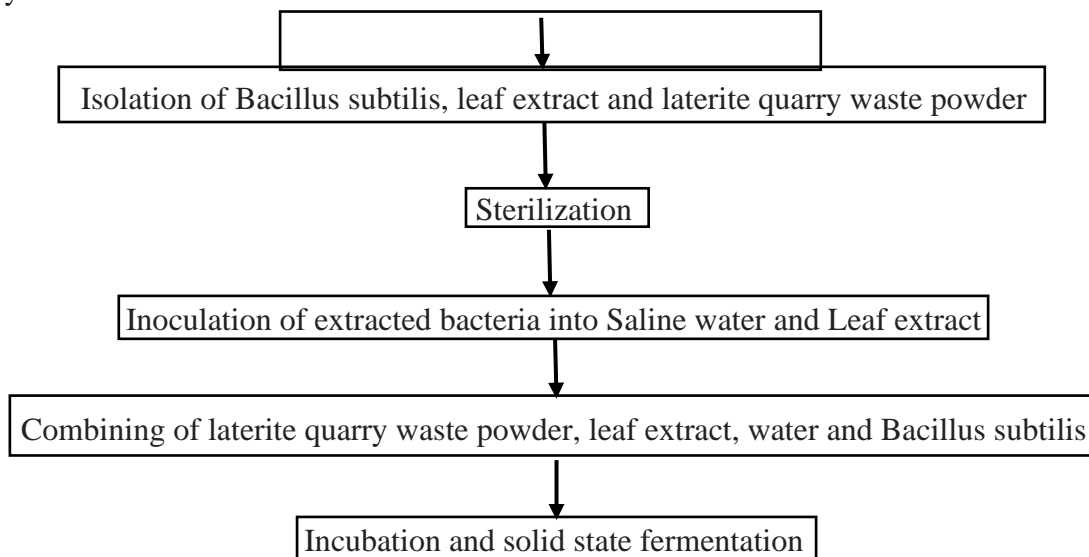 Isolation of Bacillus subtilis, leaf extract and laterite quarry waste powder
Sterilization
Inoculation of extracted bacteria into Saline water and Leaf extract
Combining of laterite quarry waste powder, leaf extract, water and Bacillus subtilis
Incubation and solid state fermentation